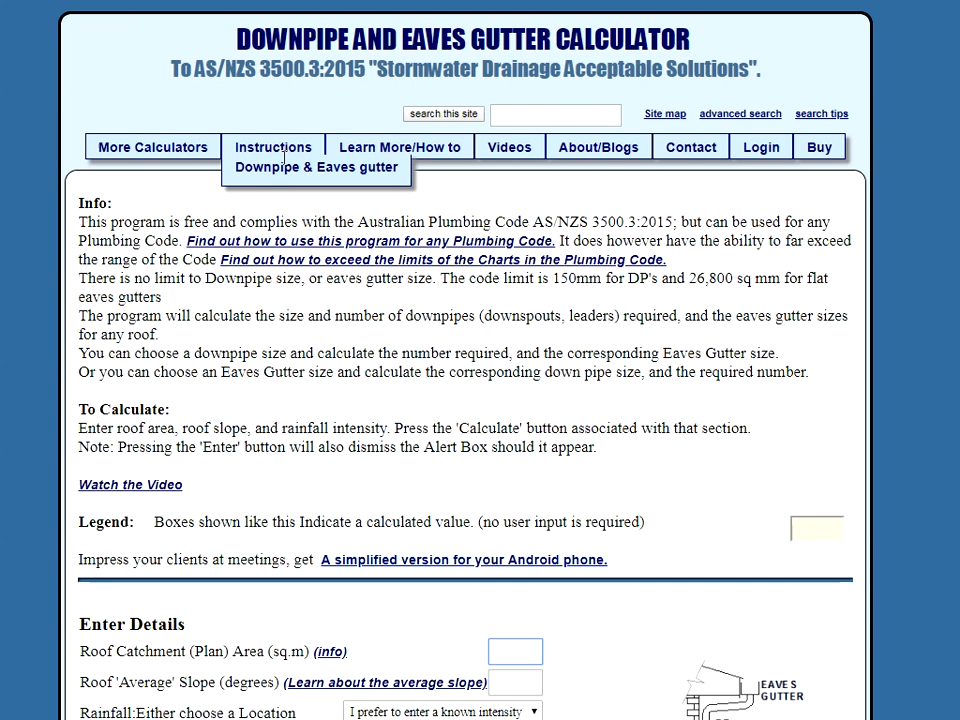 DOWNPIPE AND EAVES GUTTER CALCULATOR
To AS/NZS 3500.3:2015 "Stormwater Drainage Acceptable Solutions".
search this site Site map advanced search search tips
More Calculators Instructions Learn More/How to Videos About/Blogs Contact Login Buy
Downpipe & Eaves gutter
Info:
This program is free and complies with the Australian Plumbing Code AS/NZS 3500.3:2015; but can be used for any
Plumbing Code. Find out how to use this program for any Plumbing Code. It does however have the ability to far exceed
the range of the Code Find out how to exceed the limits of the Charts in the Plumbing Code.
There is no limit to Downpipe size, or eaves gutter size. The code limit is 150mm for DP's and 26,800 sq mm for flat
eaves gutters
The program will calculate the size and number of downpipes (downspouts, leaders) required, and the eaves gutter sizes
for any roof.
You can choose a downpipe size and calculate the number required, and the corresponding Eaves Gutter size.
Or you can choose an Eaves Gutter size and calculate the corresponding down pipe size, and the required number.
To Calculate:
Enter roof area, roof slope, and rainfall intensity. Press the 'Calculate' button associated with that section.
Note: Pressing the 'Enter' button will also dismiss the Alert Box should it appear.
Watch the Video
Legend: Boxes shown like this Indicate a calculated value. (no user input is required)
Impress your clients at meetings, get A simplified version for your Android phone.
Enter Details
Roof Catchment (Plan) Area (sq.m) (info)
Roof 'Average' Slope (degrees) (Learn about the average slope)
Rainfall:Either choose a Location I prefer to enter a known intensity
EAVES
GUTTER